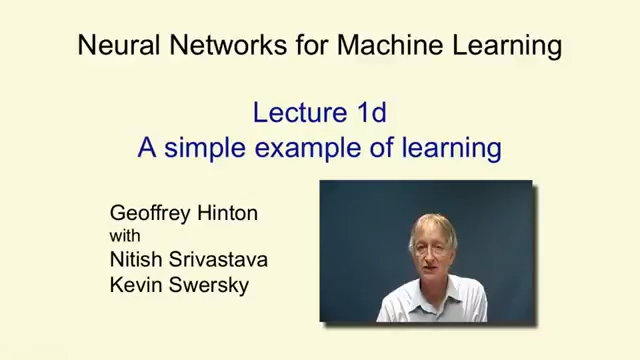 Neural Networks for Machine Learning
Lecture 1d
A simple example of learning
Geoffrey Hinton
with
Nitish Srivastava
Kevin Swersky